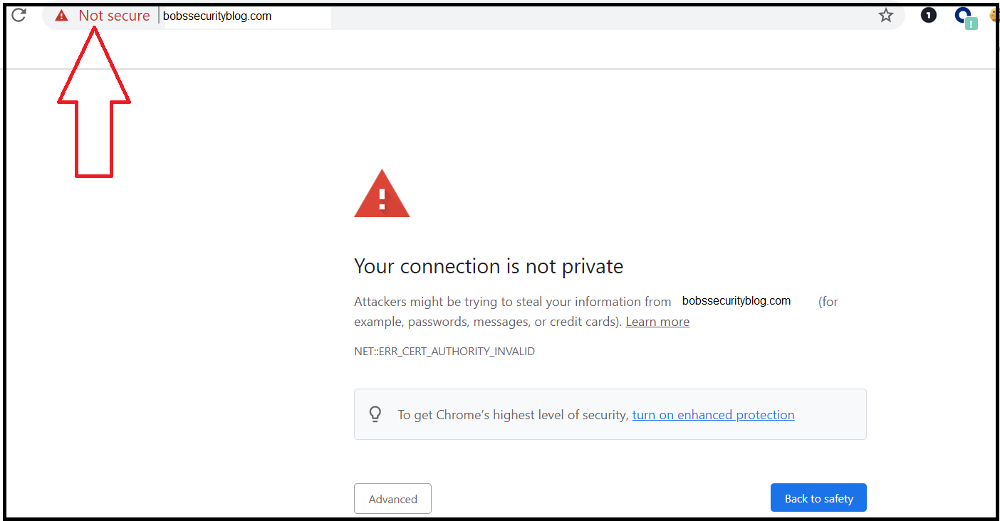 Not secure | bobssecurityblog.com
1
!
Your connection is not private
Attackers might be trying to steal your information from bobssecurityblog.com (for
example, passwords, messages, or credit cards). Learn more
NET::ERR_CERT_AUTHORITY_INVALID
To get Chrome’s highest level of security, turn on enhanced protection
Advanced
Back to safety